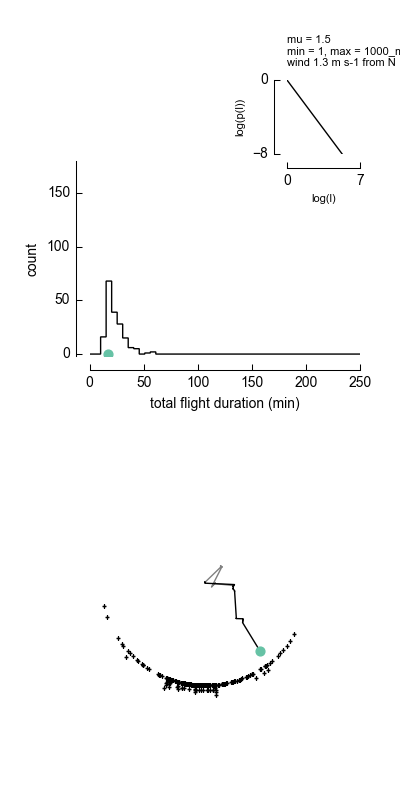 mu = 1.5
min = 1, max = 1000_m
wind 1.3 m s-1 from N
0
log(p(l))
−8
0
7
log(l)
150
100
50
0
count
0
50
100
150
200
250
total flight duration (min)